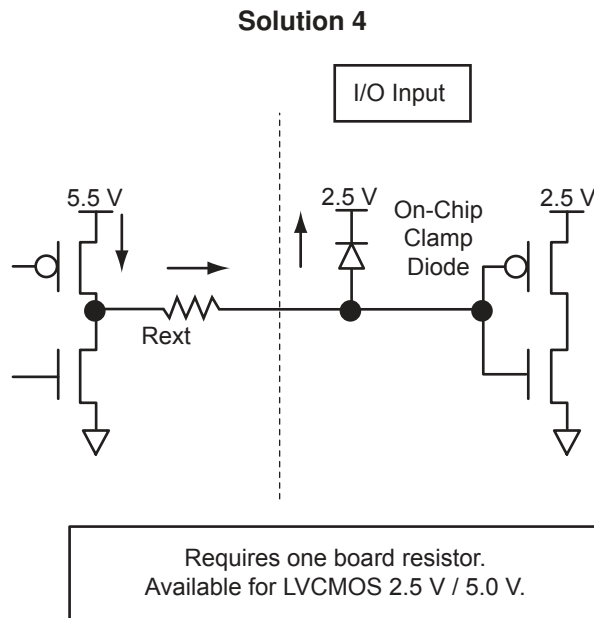 Solution 4
I/O Input
5.5 V
2.5 V
On-Chip
Clamp
Diode
2.5 V
Rext
Requires one board resistor.
Available for LVCMOS 2.5 V / 5.0 V.